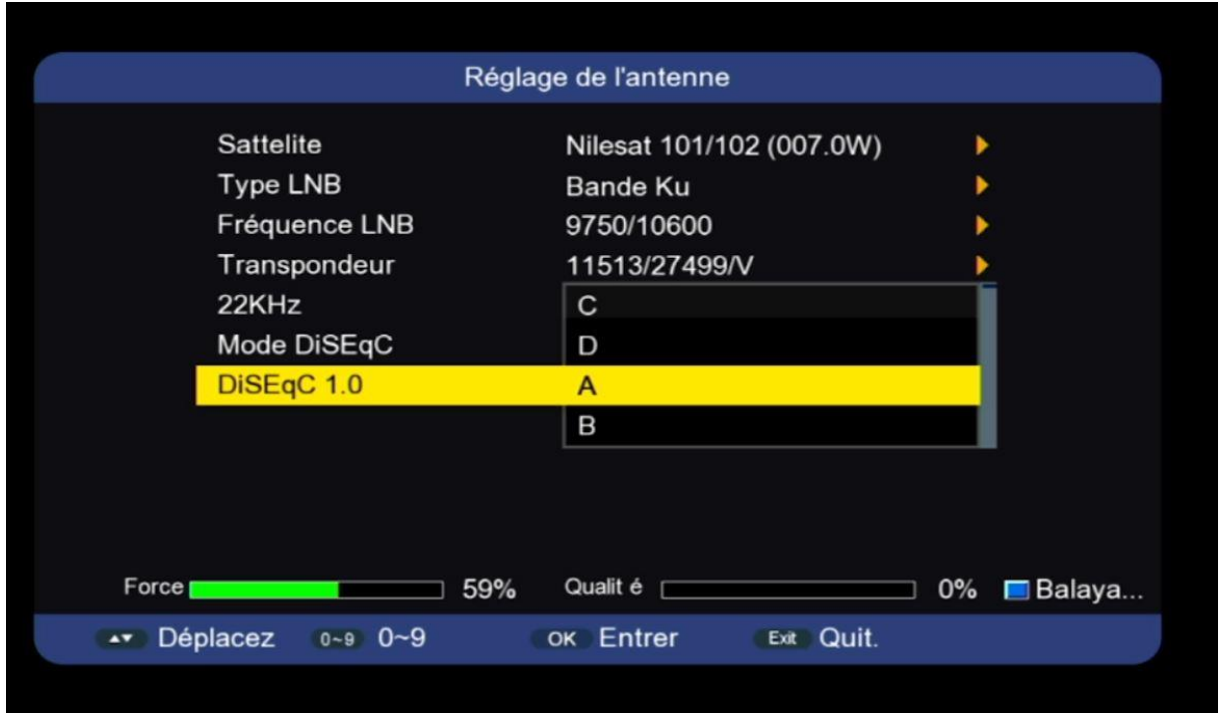 Réglage de l'antenne
Sattelite Nilesat 101/102 (007.0W)
Type LNB Bande Ku
Fréquence LNB 9750/10600
Transpondeur 11513/27499/V
22KHz C
Mode DiSEqC D
DiSEqC 1.0 A
B
Force 59% Qualit é 0% Balaya...
Déplacez 0~9 0~9 OK Entrer Exit Quit.